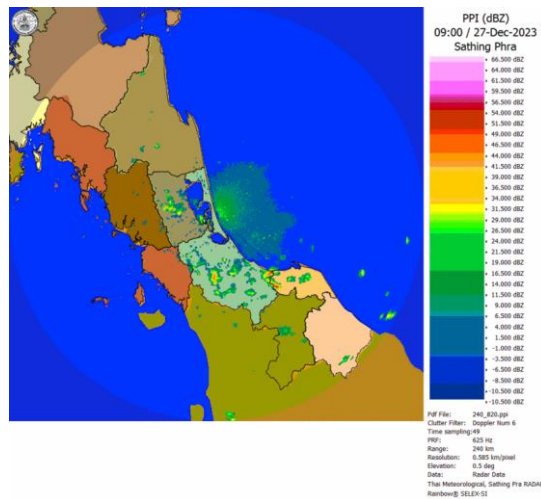 PPI (dBZ)
09:00 / 27-Dec-2023
Sathing Phra
66.500 dBZ
64.000 dBZ
61.500 dBZ
59.500 dBZ
56.500 dBZ
54.000 dBZ
51.500 dBZ
49.000 dBZ
46.500 dBZ
44.000 dBZ
41.500 dBZ
39.000 dBZ
36.500 dBZ
34.000 dBZ
31.500 dBZ
29.000 dBZ
26.500 dBZ
24.000 dBZ
21.500 dBZ
19.000 dBZ
16.500 dBZ
14.000 dBZ
11.500 dBZ
9.000 dBZ
6.500 dBZ
4.000 dBZ
1.500 dBZ
-1.000 dBZ
-3.500 dBZ
-6.500 dBZ
-8.500 dBZ
-10.500 dBZ
-10.500 dBZ
Pdf File: 240_820.ppi
Clutter Filter: Doppler Num 6
Time sampling:49
PRF: 625 Hz
Range: 240 km
Resolution: 0.585 km/pixel
Elevation: 0.5 deg
Data: Radar Data
Thai Meteorological, Sathing Pra RADAR
Rainbow® SELEX-SI